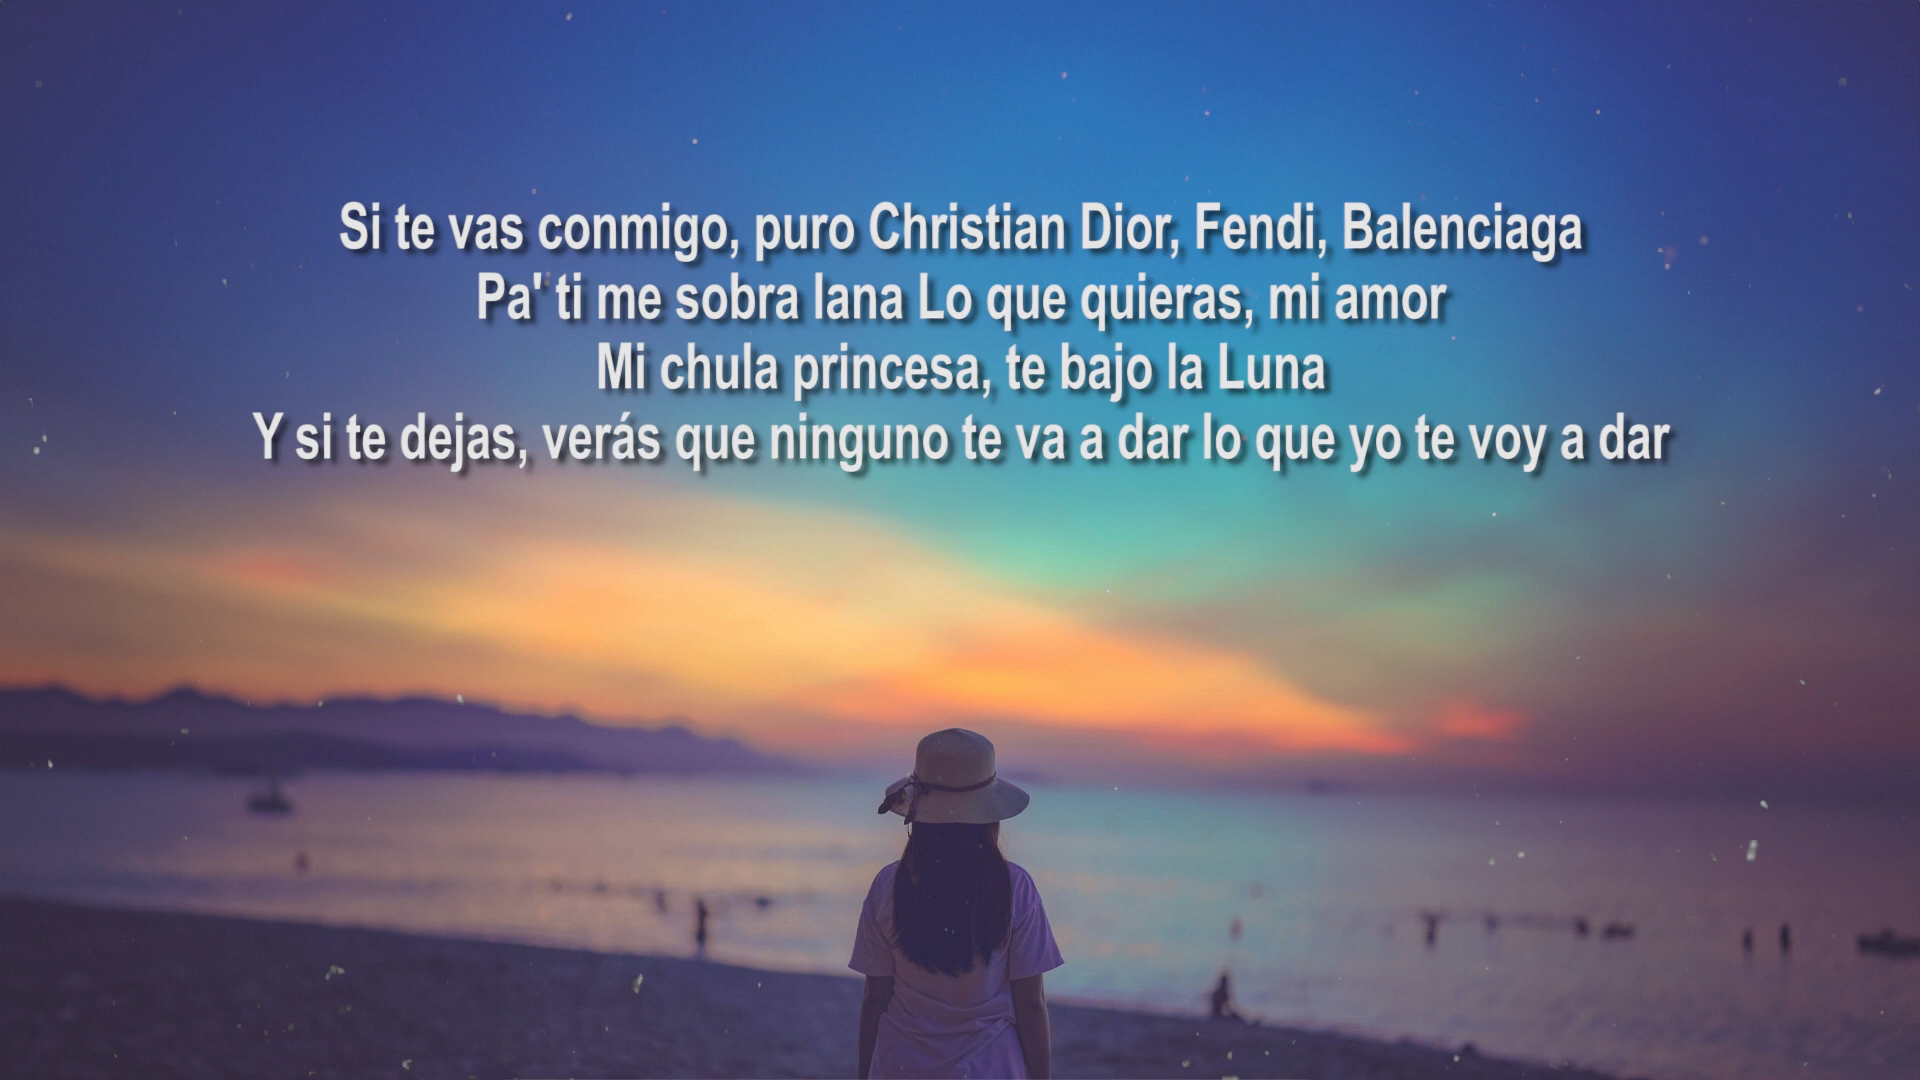 Si te vas conmigo, puro Christian Dior, Fendi, Balenciaga
Pa' ti me sobra lana Lo que quieras, mi amor
Mi chula princesa, te bajo la Luna
Y si te dejas, verás que ninguno te va a dar lo que yo te voy a dar